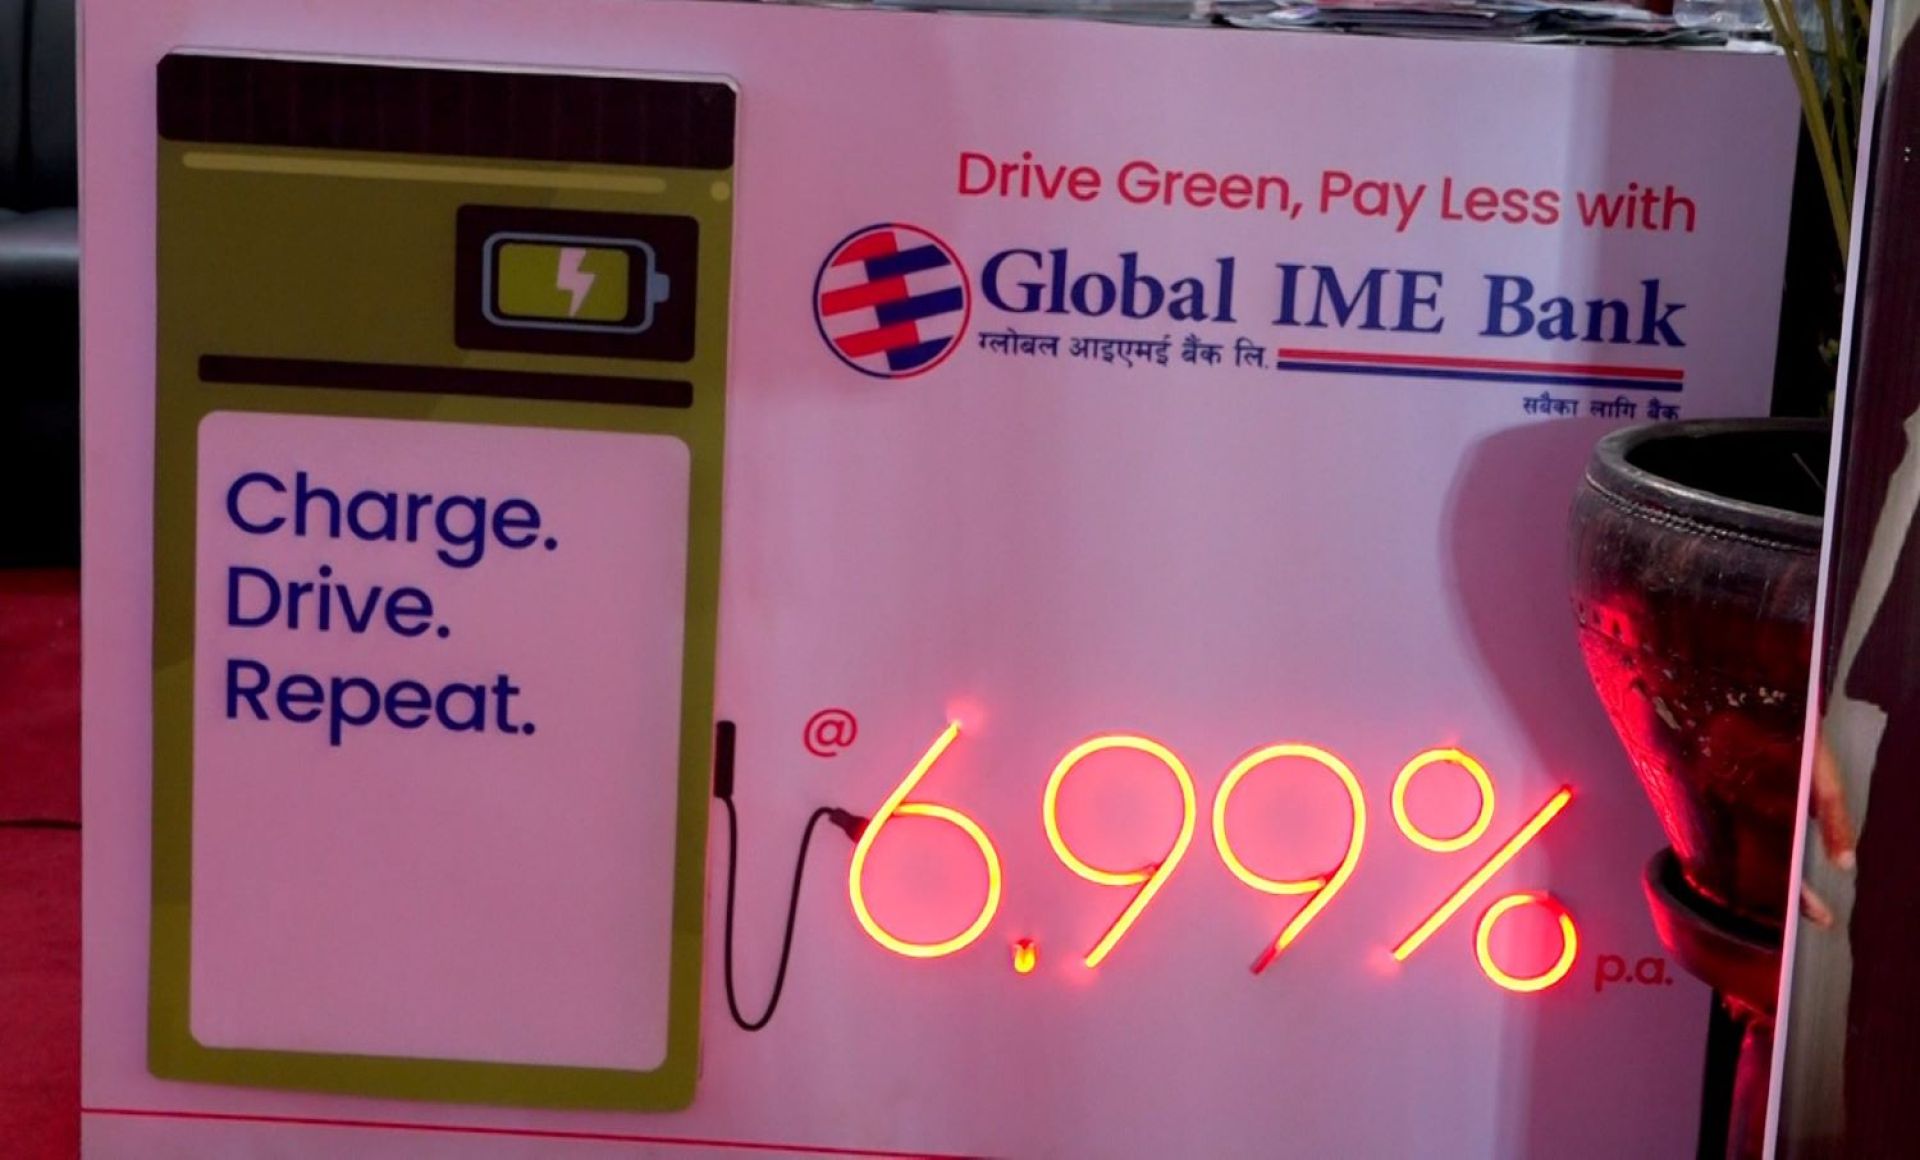 Drive Green, Pay Less with
Global IME Bank
ग्लोबल आइएमई बैंक लि.
सबैका लागि बैंक
Charge.
Drive.
Repeat.
@ 6.99% p.a.